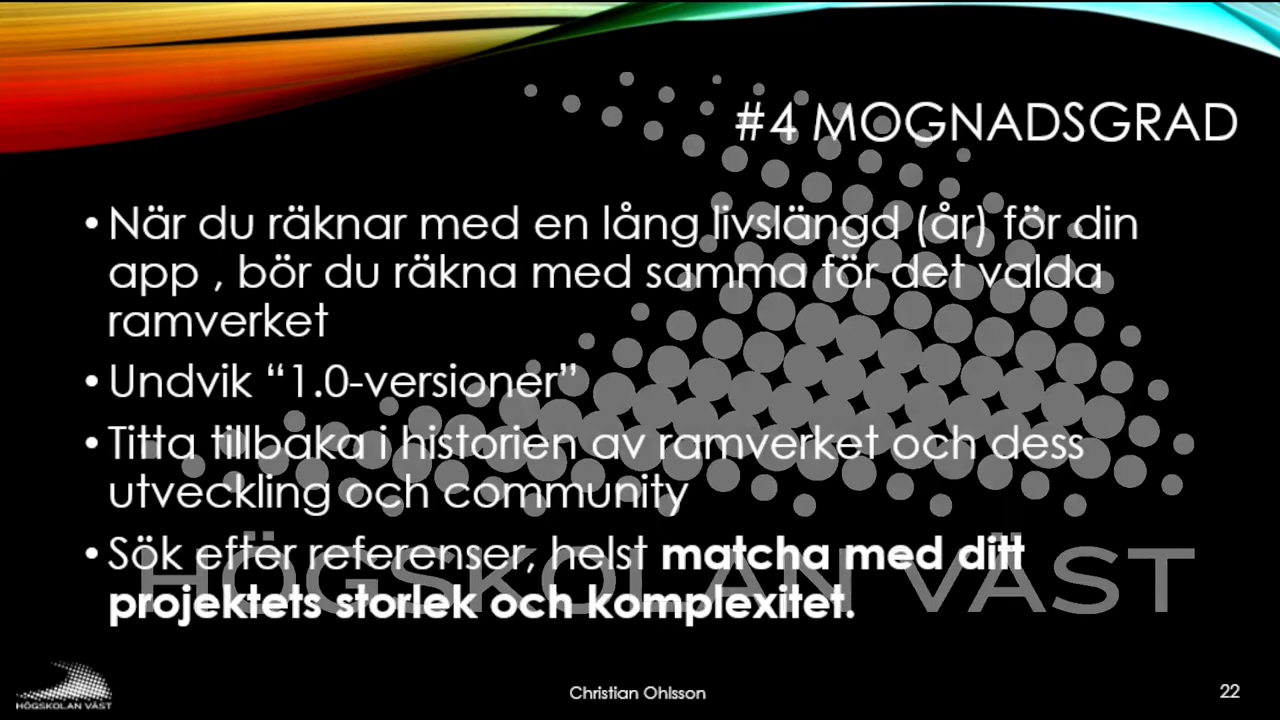 #4 MOGNADSGRAD
• När du räknar med en lång livslängd (år) för din
app , bör du räkna med samma för det valda
ramverket
• Undvik “1.0-versioner”
• Titta tillbaka i historien av ramverket och dess
utveckling och community
• Sök efter referenser, helst matcha med ditt
projektets storlek och komplexitet.
HÖGSKOLAN VÄST
HÖGSKOLAN VÄST
Christian Ohlsson
22